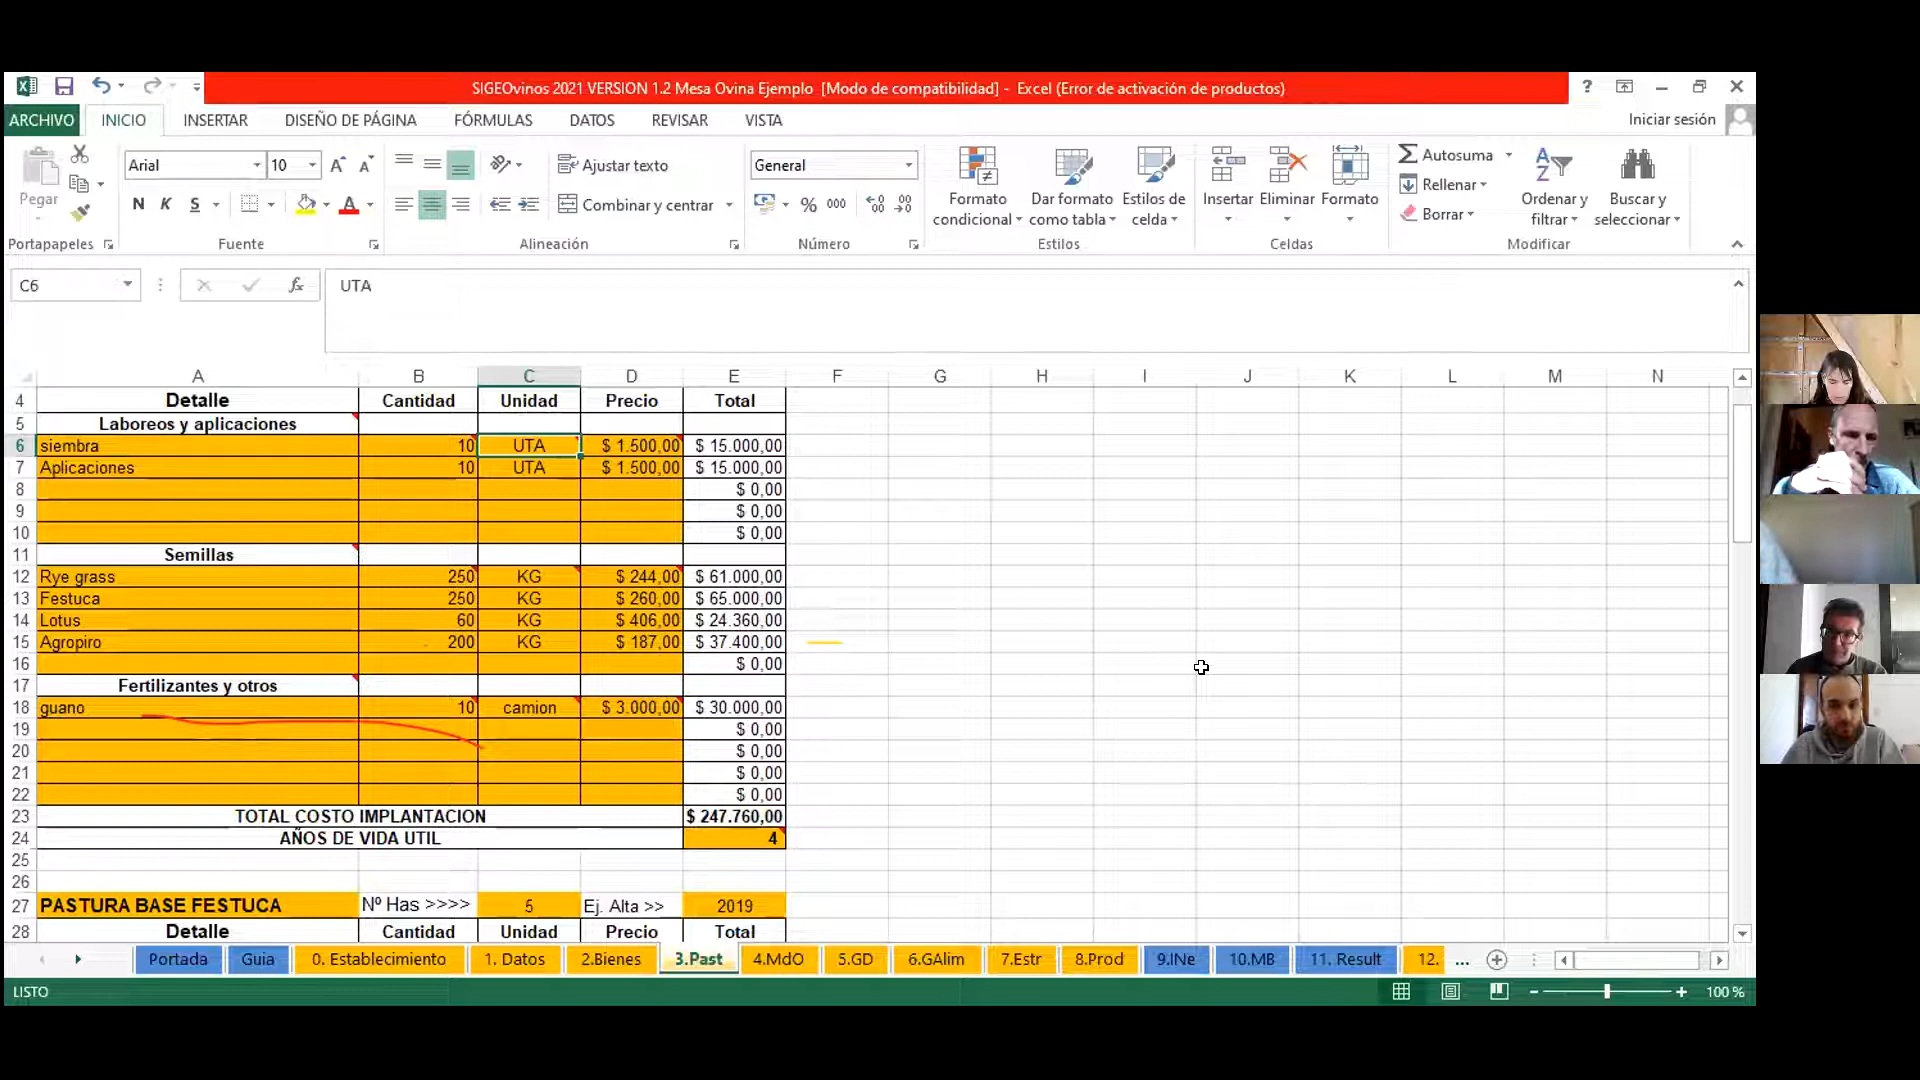 SIGEOvinos 2021 VERSION 1.2 Mesa Ovina Ejemplo [Modo de compatibilidad] - Excel (Error de activación de productos) ?
ARCHIVO INICIO INSERTAR DISEÑO DE PÁGINA FÓRMULAS DATOS REVISAR VISTA Iniciar sesión
Pegar
Arial 10
N K S
Ajustar texto
Combinar y centrar
General
% 000
Formato condicional
Dar formato como tabla
Estilos de celda
Insertar Eliminar Formato
Autosuma
Rellenar
Borrar
Ordenar y filtrar
Buscar y seleccionar
Portapapeles Fuente Alineación Número Estilos Celdas Modificar
C6 fx UTA
A B C D E F G H I J K L M N
4 Detalle Cantidad Unidad Precio Total
5 Laboreos y aplicaciones
6 siembra 10 UTA $ 1.500,00 $ 15.000,00
7 Aplicaciones 10 UTA $ 1.500,00 $ 15.000,00
8 $ 0,00
9 $ 0,00
10 $ 0,00
11 Semillas
12 Rye grass 250 KG $ 244,00 $ 61.000,00
13 Festuca 250 KG $ 260,00 $ 65.000,00
14 Lotus 60 KG $ 406,00 $ 24.360,00
15 Agropiro 200 KG $ 187,00 $ 37.400,00
16 $ 0,00
17 Fertilizantes y otros
18 guano 10 camion $ 3.000,00 $ 30.000,00
19 $ 0,00
20 $ 0,00
21 $ 0,00
22 $ 0,00
23 TOTAL COSTO IMPLANTACION $ 247.760,00
24 AÑOS DE VIDA UTIL 4
25
26
27 PASTURA BASE FESTUCA Nº Has >>>> 5 Ej. Alta >> 2019
28 Detalle Cantidad Unidad Precio Total
Portada Guia 0. Establecimiento 1. Datos 2.Bienes 3.Past 4.MdO 5.GD 6.GAlim 7.Estr 8.Prod 9.INe 10.MB 11. Result 12. ...
LISTO 100 %